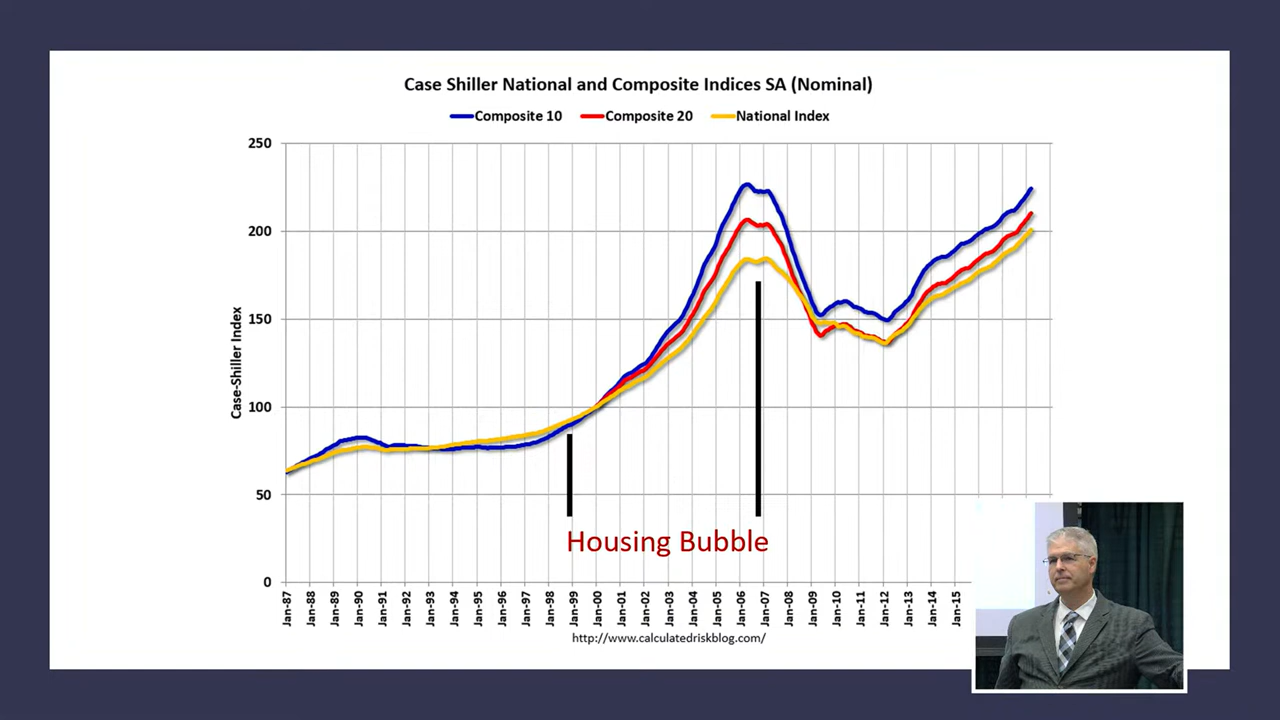 Case Shiller National and Composite Indices SA (Nominal)
Composite 10 Composite 20 National Index
250
200
150
100
50
0
Case-Shiller Index
Housing Bubble
Jan-87 Jan-88 Jan-89 Jan-90 Jan-91 Jan-92 Jan-93 Jan-94 Jan-95 Jan-96 Jan-97 Jan-98 Jan-99 Jan-00 Jan-01 Jan-02 Jan-03 Jan-04 Jan-05 Jan-06 Jan-07 Jan-08 Jan-09 Jan-10 Jan-11 Jan-12 Jan-13 Jan-14 Jan-15
http://www.calculatedriskblog.com/